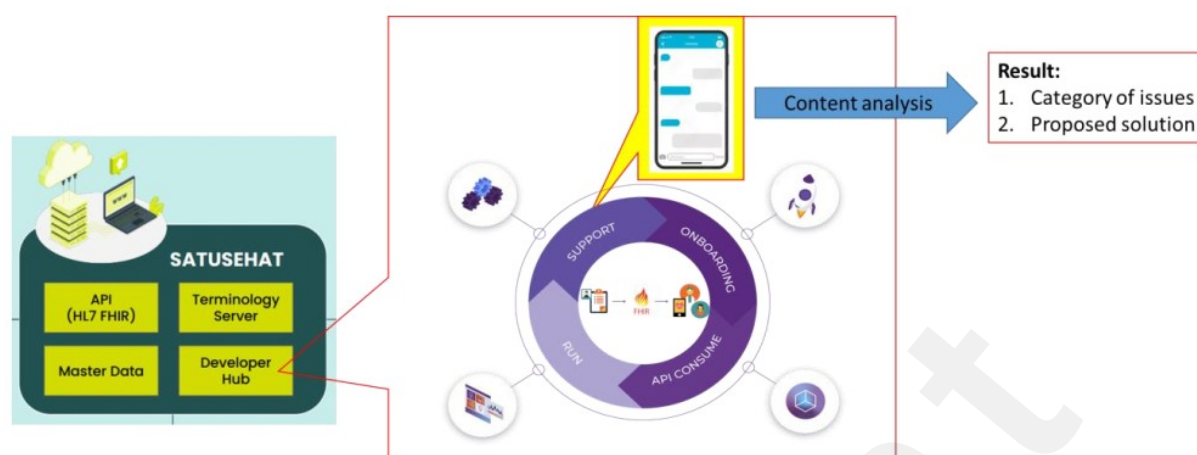 SATUSEHAT
API
(HL7 FHIR)
Terminology
Server
Master Data
Developer
Hub
SUPPORT
ONBOARDING
API CONSUME
RUN
FHIR
Content analysis
Result:
1. Category of issues
2. Proposed solution